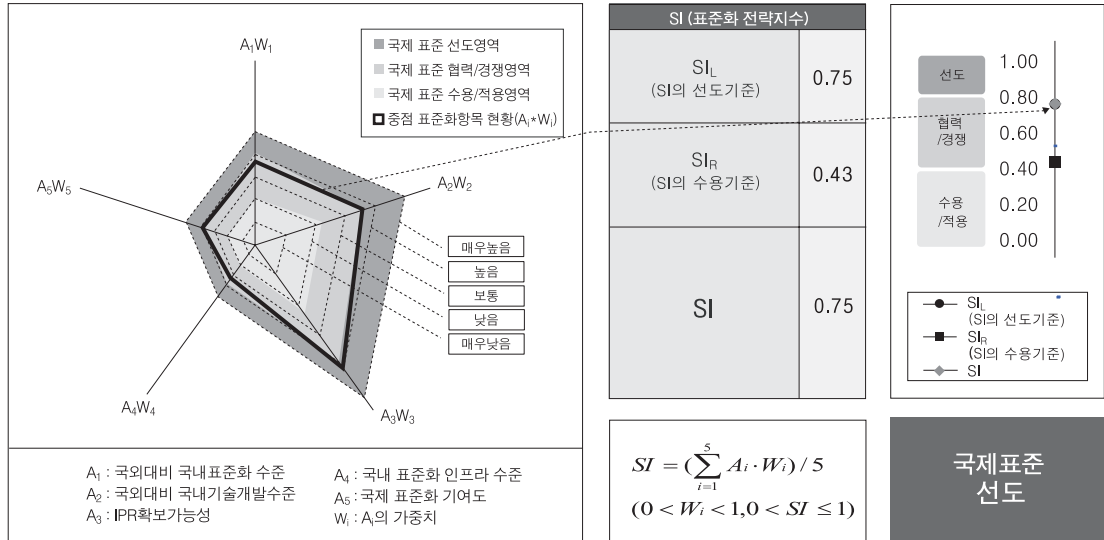 A₁W₁
A₂W₂
A₃W₃
A₄W₄
A₅W₅
국제 표준 선도영역
국제 표준 협력/경쟁영역
국제 표준 수용/적용영역
중점 표준화항목 현황(Aᵢ*Wᵢ)
매우높음
높음
보통
낮음
매우낮음
A₁ : 국외대비 국내표준화 수준
A₂ : 국외대비 국내기술개발수준
A₃ : IPR확보가능성
A₄ : 국내 표준화 인프라 수준
A₅ : 국제 표준화 기여도
Wᵢ : Aᵢ의 가중치
SI (표준화 전략지수)
SI_L
(SI의 선도기준)
0.75
SI_R
(SI의 수용기준)
0.43
SI
0.75
SI = (∑_{i=1}^{5} Aᵢ · Wᵢ) / 5
(0 < Wᵢ < 1,0 < SI ≤ 1)
선도
협력
/경쟁
수용
/적용
1.00
0.80
0.60
0.40
0.20
0.00
SI_L
(SI의 선도기준)
SI_R
(SI의 수용기준)
SI
국제표준
선도